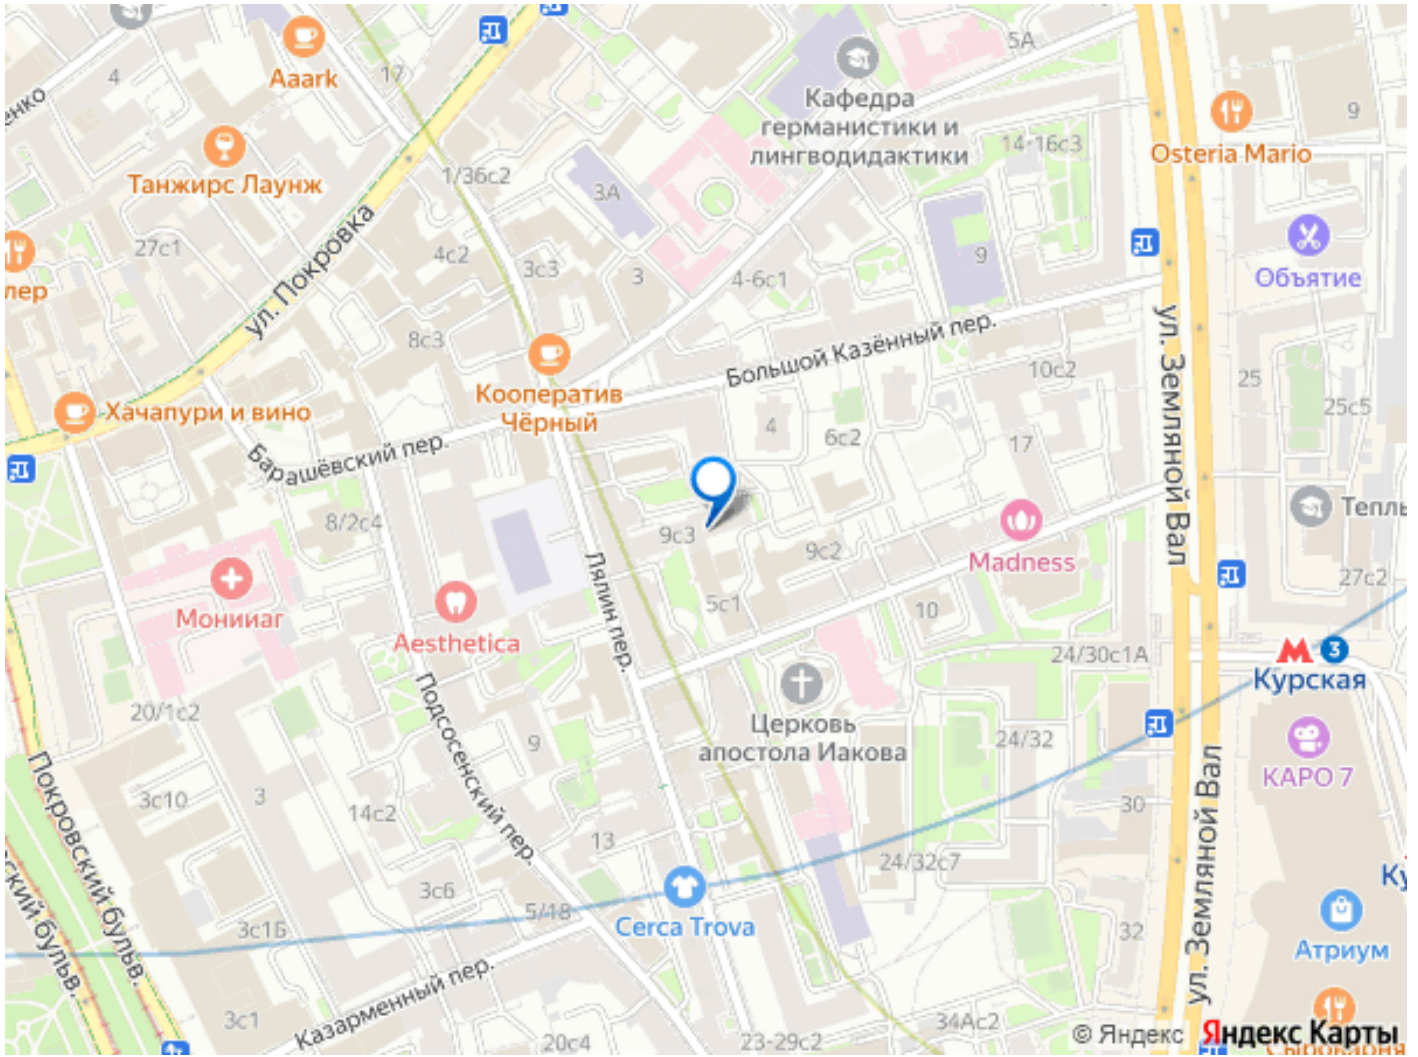 Aaark
17
4
5А
Кафедра
германистики и
лингводидактики
14-16с3
9
Osteria Mario
Танжирс Лаунж
1/36с2
3А
ул. Покровка
27с1
4с2
3с3
3
4-6с1
9
Объятие
лер
8с3
Большой Казённый пер.
ул. Земляной Вал
10с2
25
25с5
Кооператив
Чёрный
Хачапури и вино
Барашёвский пер.
4
6с2
17
8/2с4
9с3
9с2
Madness
27с2
Мониаг
Aesthetica
Лялин пер.
5с1
10
24/30с1А
3
Курская
20/1с2
Подсосенский пер.
9
Церковь
апостола Иакова
24/32
КАРО 7
Покровский бульв.
3с10
3
14с2
13
30
ул. Земляной Вал
24/32с7
3с6
5/18
Cerca Trova
ский бульв.
3с16
32
Атриум
Казарменный пер.
3с1
20с4
23-29с2
34Ас2
© Яндекс
Яндекс Карты